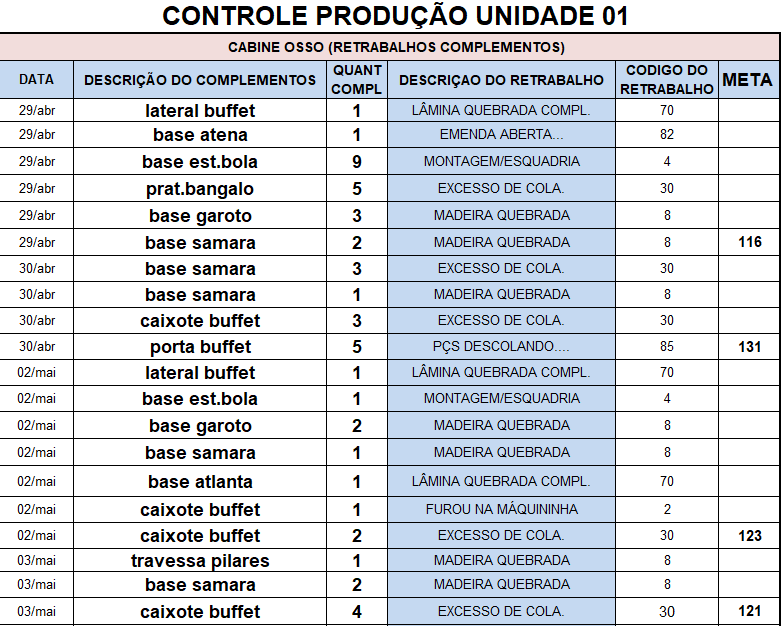 CONTROLE PRODUÇÃO UNIDADE 01
CABINE OSSO (RETRABALHOS COMPLEMENTOS)
DATA DESCRIÇÃO DO COMPLEMENTOS QUANT COMPL DESCRIÇAO DO RETRABALHO CODIGO DO RETRABALHO META
29/abr lateral buffet 1 LÂMINA QUEBRADA COMPL. 70
29/abr base atena 1 EMENDA ABERTA... 82
29/abr base est.bola 9 MONTAGEM/ESQUADRIA 4
29/abr prat.bangalo 5 EXCESSO DE COLA. 30
29/abr base garoto 3 MADEIRA QUEBRADA 8
29/abr base samara 2 MADEIRA QUEBRADA 8 116
30/abr base samara 3 EXCESSO DE COLA. 30
30/abr base samara 1 MADEIRA QUEBRADA 8
30/abr caixote buffet 3 EXCESSO DE COLA. 30
30/abr porta buffet 5 PÇS DESCOLANDO.... 85 131
02/mai lateral buffet 1 LÂMINA QUEBRADA COMPL. 70
02/mai base est.bola 1 MONTAGEM/ESQUADRIA 4
02/mai base garoto 2 MADEIRA QUEBRADA 8
02/mai base samara 1 MADEIRA QUEBRADA 8
02/mai base atlanta 1 LÂMINA QUEBRADA COMPL. 70
02/mai caixote buffet 1 FUROU NA MÁQUININHA 2
02/mai caixote buffet 2 EXCESSO DE COLA. 30 123
03/mai travessa pilares 1 MADEIRA QUEBRADA 8
03/mai base samara 2 MADEIRA QUEBRADA 8
03/mai caixote buffet 4 EXCESSO DE COLA. 30 121